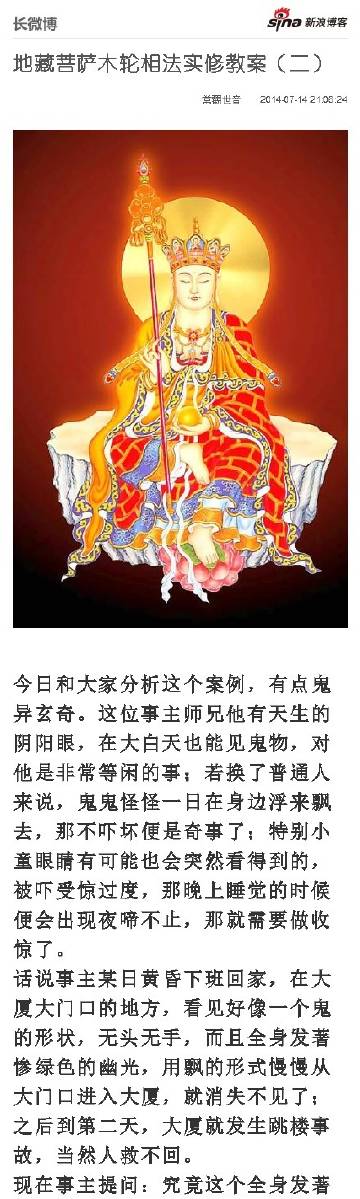 长微博
sina 新浪博客
地藏菩萨木轮相法实修教案（二）
2014-07-14 21:08:24
今日和大家分析这个案例，有点鬼
异玄奇。这位事主师兄他有天生的
阴阳眼，在大白天也能见鬼物，对
他是非常等闲的事；若换了普通人
来说，鬼鬼怪怪一日在身边浮来飘
去，那不吓坏便是奇事了；特别小
童眼睛有可能也会突然看得到的，
被吓受惊过度，那晚上睡觉的时候
便会出现夜啼不止，那就需要做收
惊了。
话说事主某日黄昏下班回家，在大
厦大门口的地方，看见好像一个鬼
的形状，无头无手，而且全身发著
惨绿色的幽光，用飘的形式慢慢从
大门口进入大厦，就消失不见了；
之后到第二天，大厦就发生跳楼事
故，当然人救不回。
现在事主提问：究竟这个全身发著